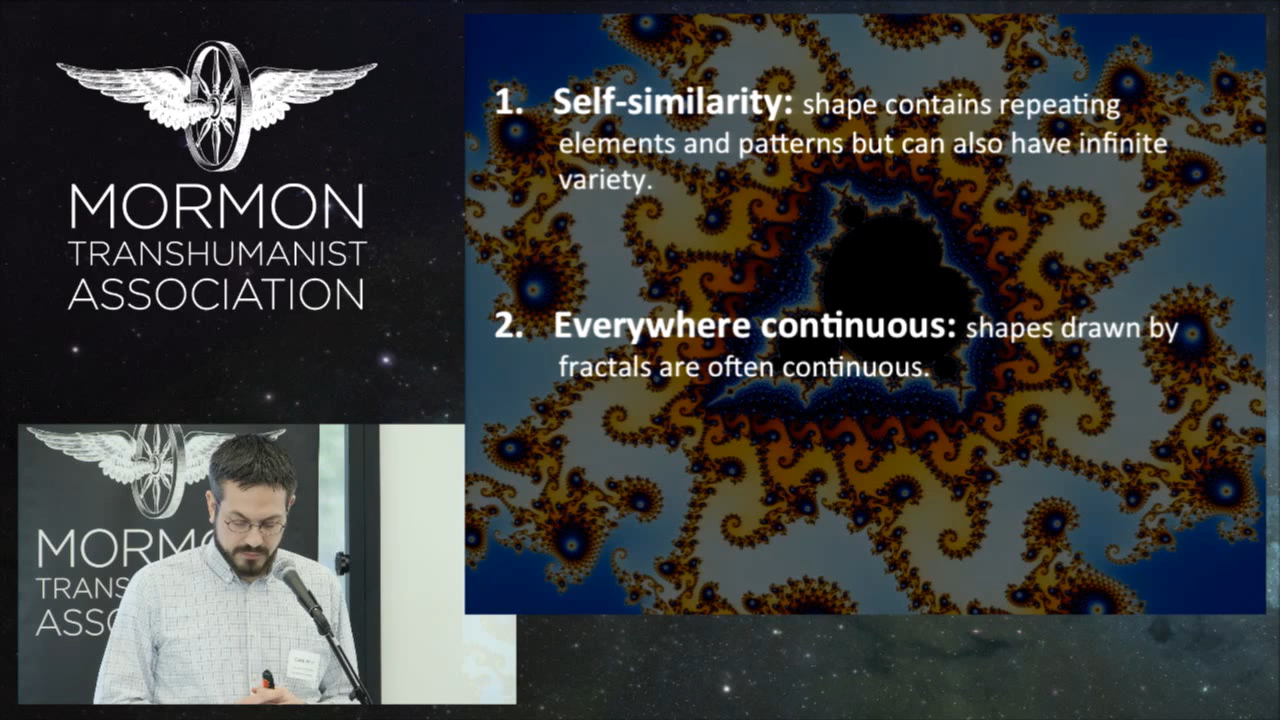 MORMON
TRANSHUMANIST
ASSOCIATION
1. Self-similarity: shape contains repeating
elements and patterns but can also have infinite
variety.
2. Everywhere continuous: shapes drawn by
fractals are often continuous.
MORMO
TRANS
ASSO